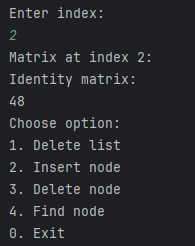 Enter index:
2
Matrix at index 2:
Identity matrix:
48
Choose option:
1. Delete list
2. Insert node
3. Delete node
4. Find node
0. Exit